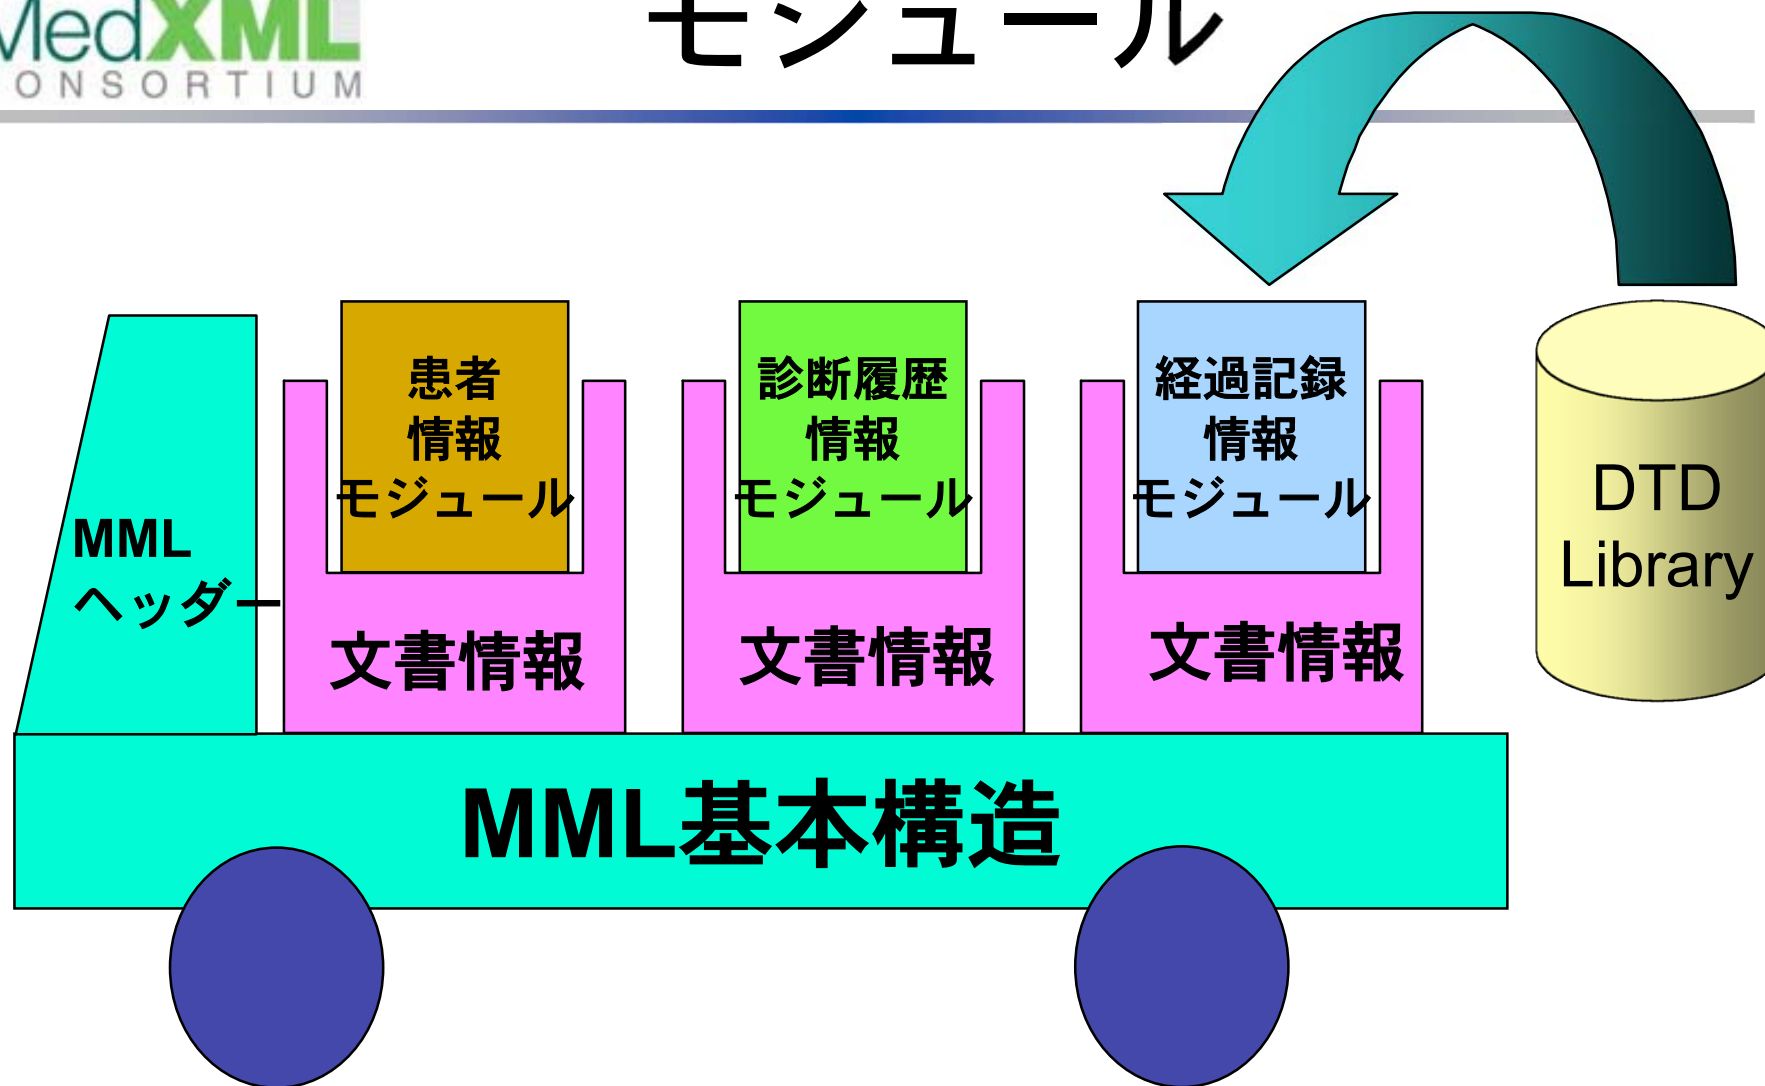 MedXML
CONSORTIUM
モジュール
患者
情報
モジュール
診断履歴
情報
モジュール
経過記録
情報
モジュール
DTD
Library
MML
ヘッダー
文書情報
文書情報
文書情報
MML基本構造